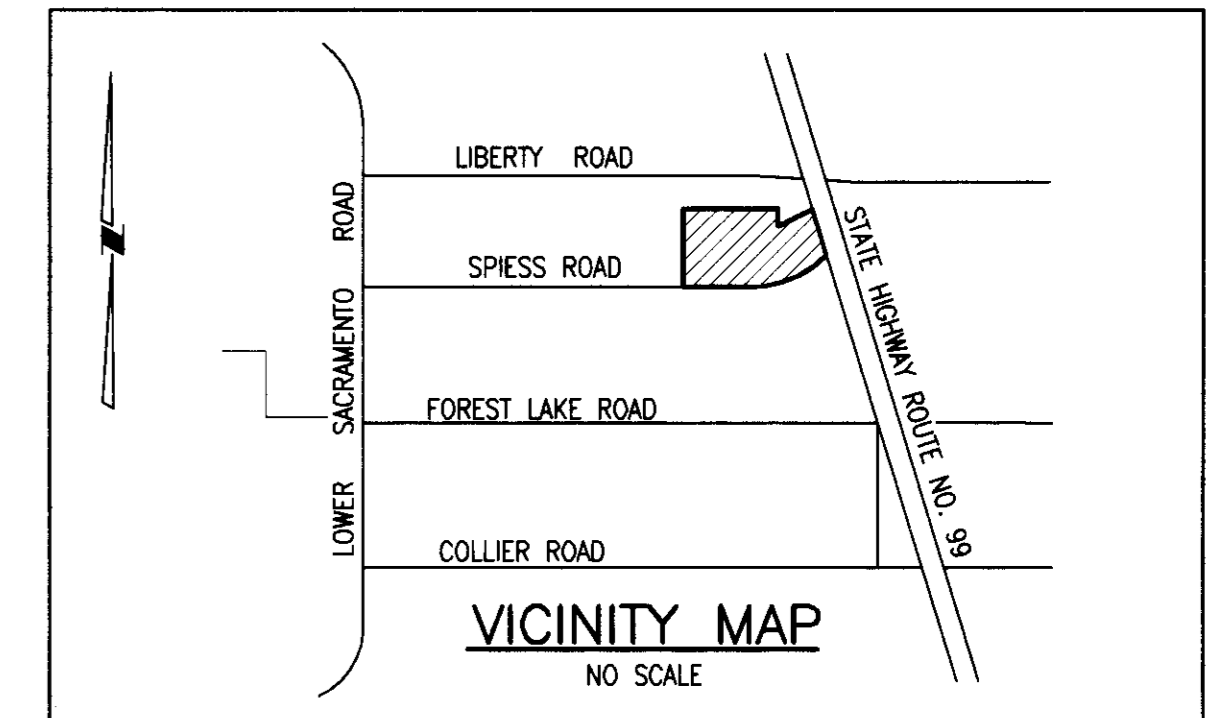 LIBERTY ROAD
SPIESS ROAD
LOWER SACRAMENTO ROAD
STATE HIGHWAY ROUTE NO. 99
FOREST LAKE ROAD
COLLIER ROAD
VICINITY MAP
NO SCALE